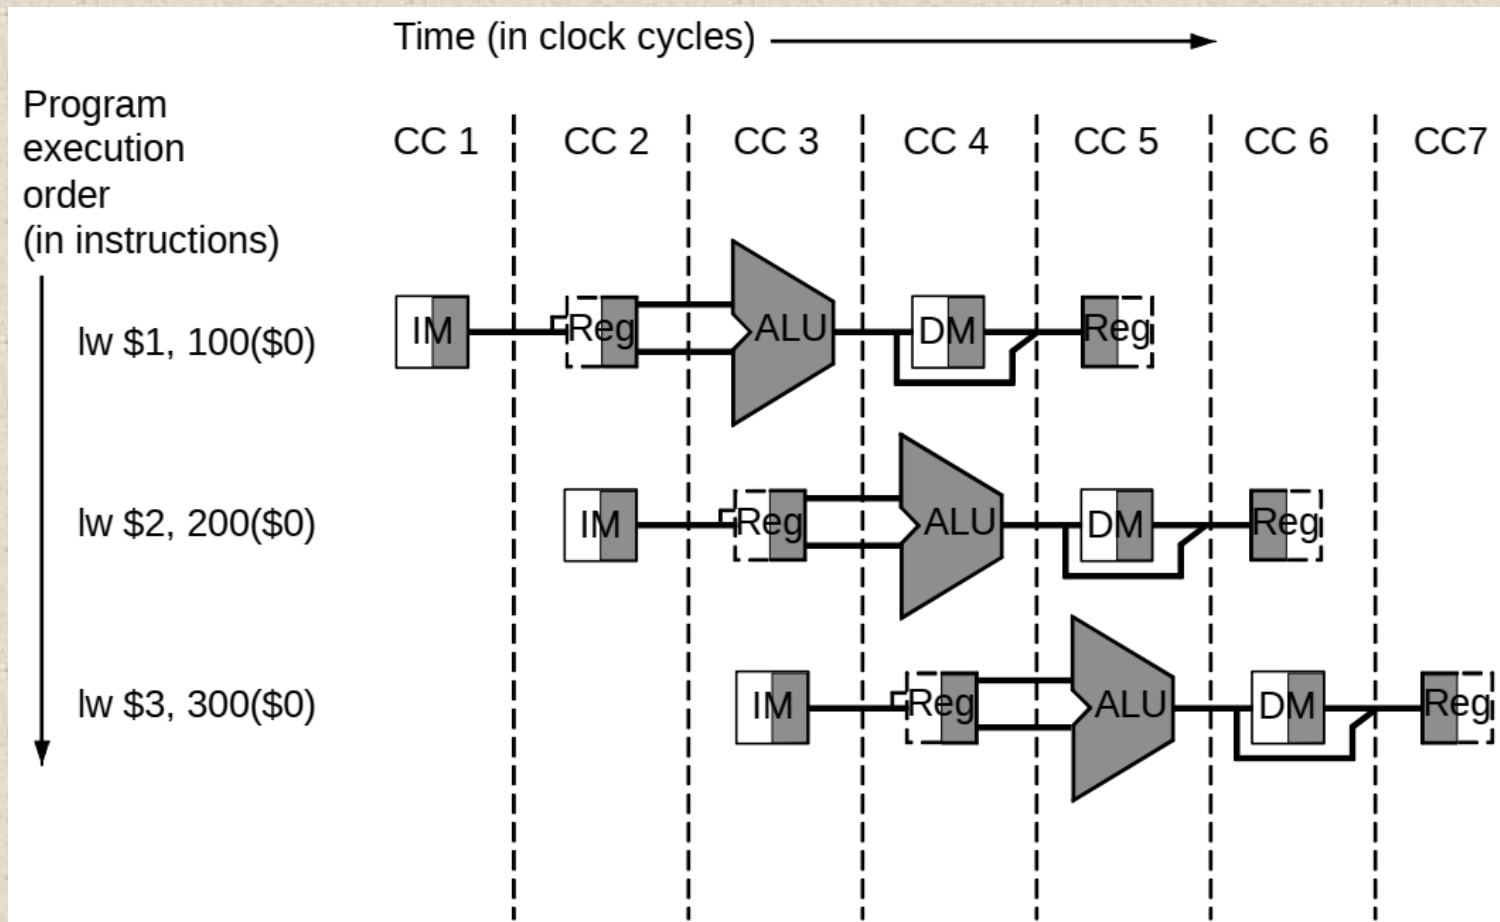 Time (in clock cycles)
Program
execution
order
(in instructions)
CC 1 CC 2 CC 3 CC 4 CC 5 CC 6 CC7
lw $1, 100($0) IM Reg ALU DM Reg
lw $2, 200($0) IM Reg ALU DM Reg
lw $3, 300($0) IM Reg ALU DM Reg